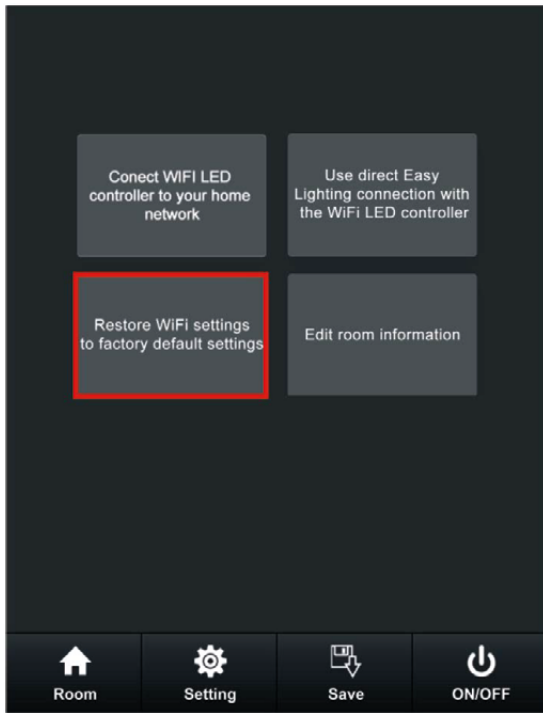 Conect WIFI LED
controller to your home
network
Use direct Easy
Lighting connection with
the WiFi LED controller
Restore WiFi settings
to factory default settings
Edit room information
Room
Setting
Save
ON/OFF